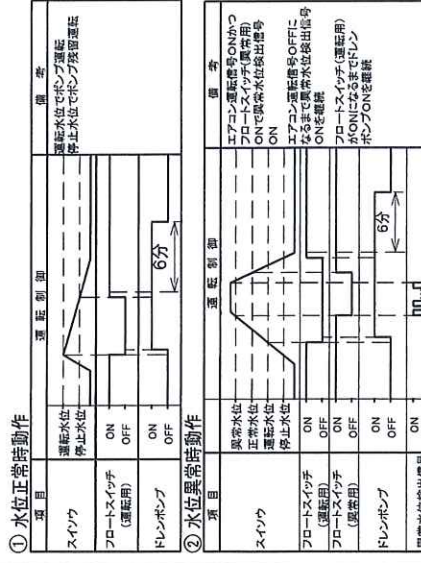 ① 水位正常時動作
項目
運転制御
備考
スイソウ
運転水位
停止水位
運転水位でポンプ運転
停止水位でポンプ残留運転
フロートスイッチ
(運転用)
ON
OFF
ドレンポンプ
ON
OFF
6分
② 水位異常時動作
項目
運転制御
備考
スイソウ
異常水位
正常水位
運転水位
停止水位
エアコン運転信号ONかつ
フロートスイッチ(異常用)
ONで異常水位検出信号
ON
エアコン運転信号OFFに
なるまで異常水位検出信号
ONを継続
フロートスイッチ(運転用)
がONになるまでドレン
ポンプONを継続
フロートスイッチ
(運転用)
ON
OFF
フロートスイッチ
(異常用)
ON
OFF
ドレンポンプ
ON
OFF
6分
異常水位検出信号
ON